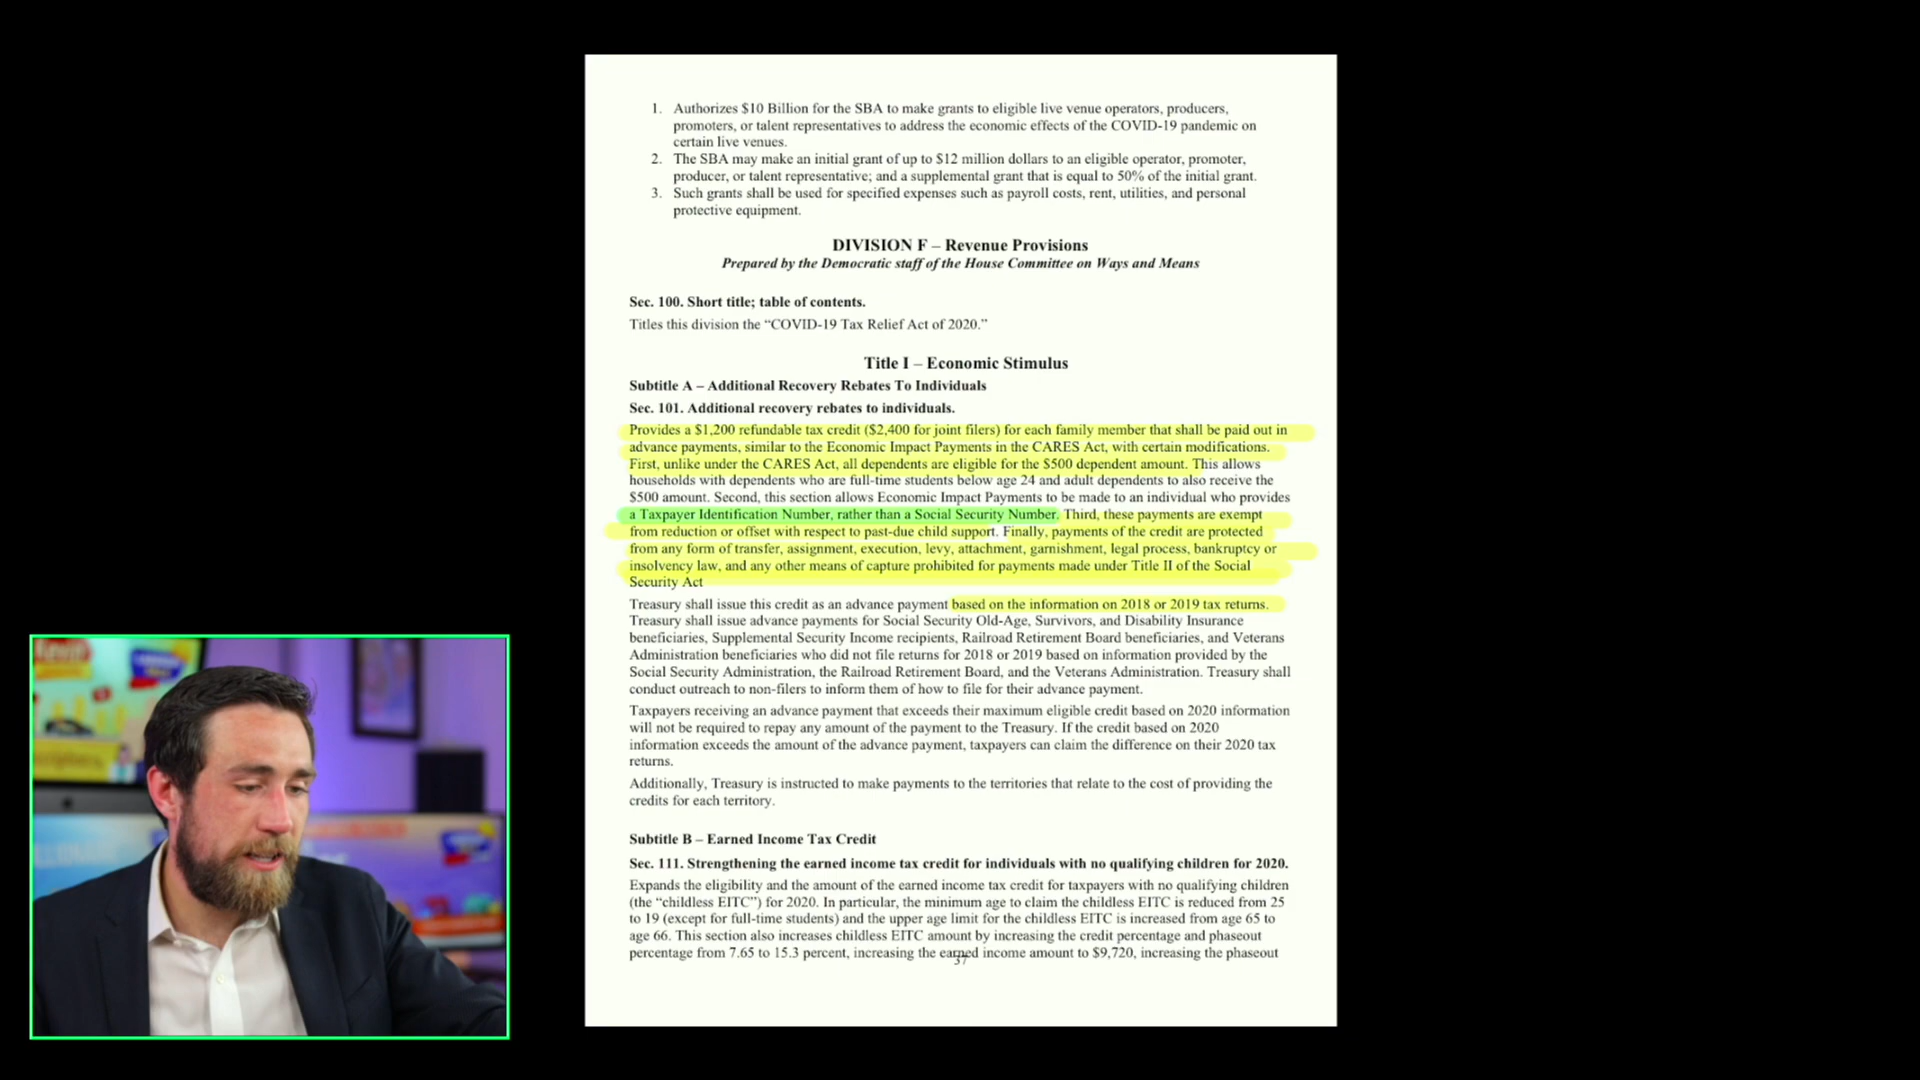 1. Authorizes $10 Billion for the SBA to make grants to eligible live venue operators, producers,
promoters, or talent representatives to address the economic effects of the COVID-19 pandemic on
certain live venues.
2. The SBA may make an initial grant of up to $12 million dollars to an eligible operator, promoter,
producer, or talent representative; and a supplemental grant that is equal to 50% of the initial grant.
3. Such grants shall be used for specified expenses such as payroll costs, rent, utilities, and personal
protective equipment.
DIVISION F – Revenue Provisions
Prepared by the Democratic staff of the House Committee on Ways and Means
Sec. 100. Short title; table of contents.
Titles this division the “COVID-19 Tax Relief Act of 2020.”
Title I – Economic Stimulus
Subtitle A – Additional Recovery Rebates To Individuals
Sec. 101. Additional recovery rebates to individuals.
Provides a $1,200 refundable tax credit ($2,400 for joint filers) for each family member that shall be paid out in
advance payments, similar to the Economic Impact Payments in the CARES Act, with certain modifications.
First, unlike under the CARES Act, all dependents are eligible for the $500 dependent amount. This allows
households with dependents who are full-time students below age 24 and adult dependents to also receive the
$500 amount. Second, this section allows Economic Impact Payments to be made to an individual who provides
a Taxpayer Identification Number, rather than a Social Security Number. Third, these payments are exempt
from reduction or offset with respect to past-due child support. Finally, payments of the credit are protected
from any form of transfer, assignment, execution, levy, attachment, garnishment, legal process, bankruptcy or
insolvency law, and any other means of capture prohibited for payments made under Title II of the Social
Security Act
Treasury shall issue this credit as an advance payment based on the information on 2018 or 2019 tax returns.
Treasury shall issue advance payments for Social Security Old-Age, Survivors, and Disability Insurance
beneficiaries, Supplemental Security Income recipients, Railroad Retirement Board beneficiaries, and Veterans
Administration beneficiaries who did not file returns for 2018 or 2019 based on information provided by the
Social Security Administration, the Railroad Retirement Board, and the Veterans Administration. Treasury shall
conduct outreach to non-filers to inform them of how to file for their advance payment.
Taxpayers receiving an advance payment that exceeds their maximum eligible credit based on 2020 information
will not be required to repay any amount of the payment to the Treasury. If the credit based on 2020
information exceeds the amount of the advance payment, taxpayers can claim the difference on their 2020 tax
returns.
Additionally, Treasury is instructed to make payments to the territories that relate to the cost of providing the
credits for each territory.
Subtitle B – Earned Income Tax Credit
Sec. 111. Strengthening the earned income tax credit for individuals with no qualifying children for 2020.
Expands the eligibility and the amount of the earned income tax credit for taxpayers with no qualifying children
(the “childless EITC”) for 2020. In particular, the minimum age to claim the childless EITC is reduced from 25
to 19 (except for full-time students) and the upper age limit for the childless EITC is increased from age 65 to
age 66. This section also increases childless EITC amount by increasing the credit percentage and phaseout
percentage from 7.65 to 15.3 percent, increasing the earned income amount to $9,720, increasing the phaseout
37
Kevin